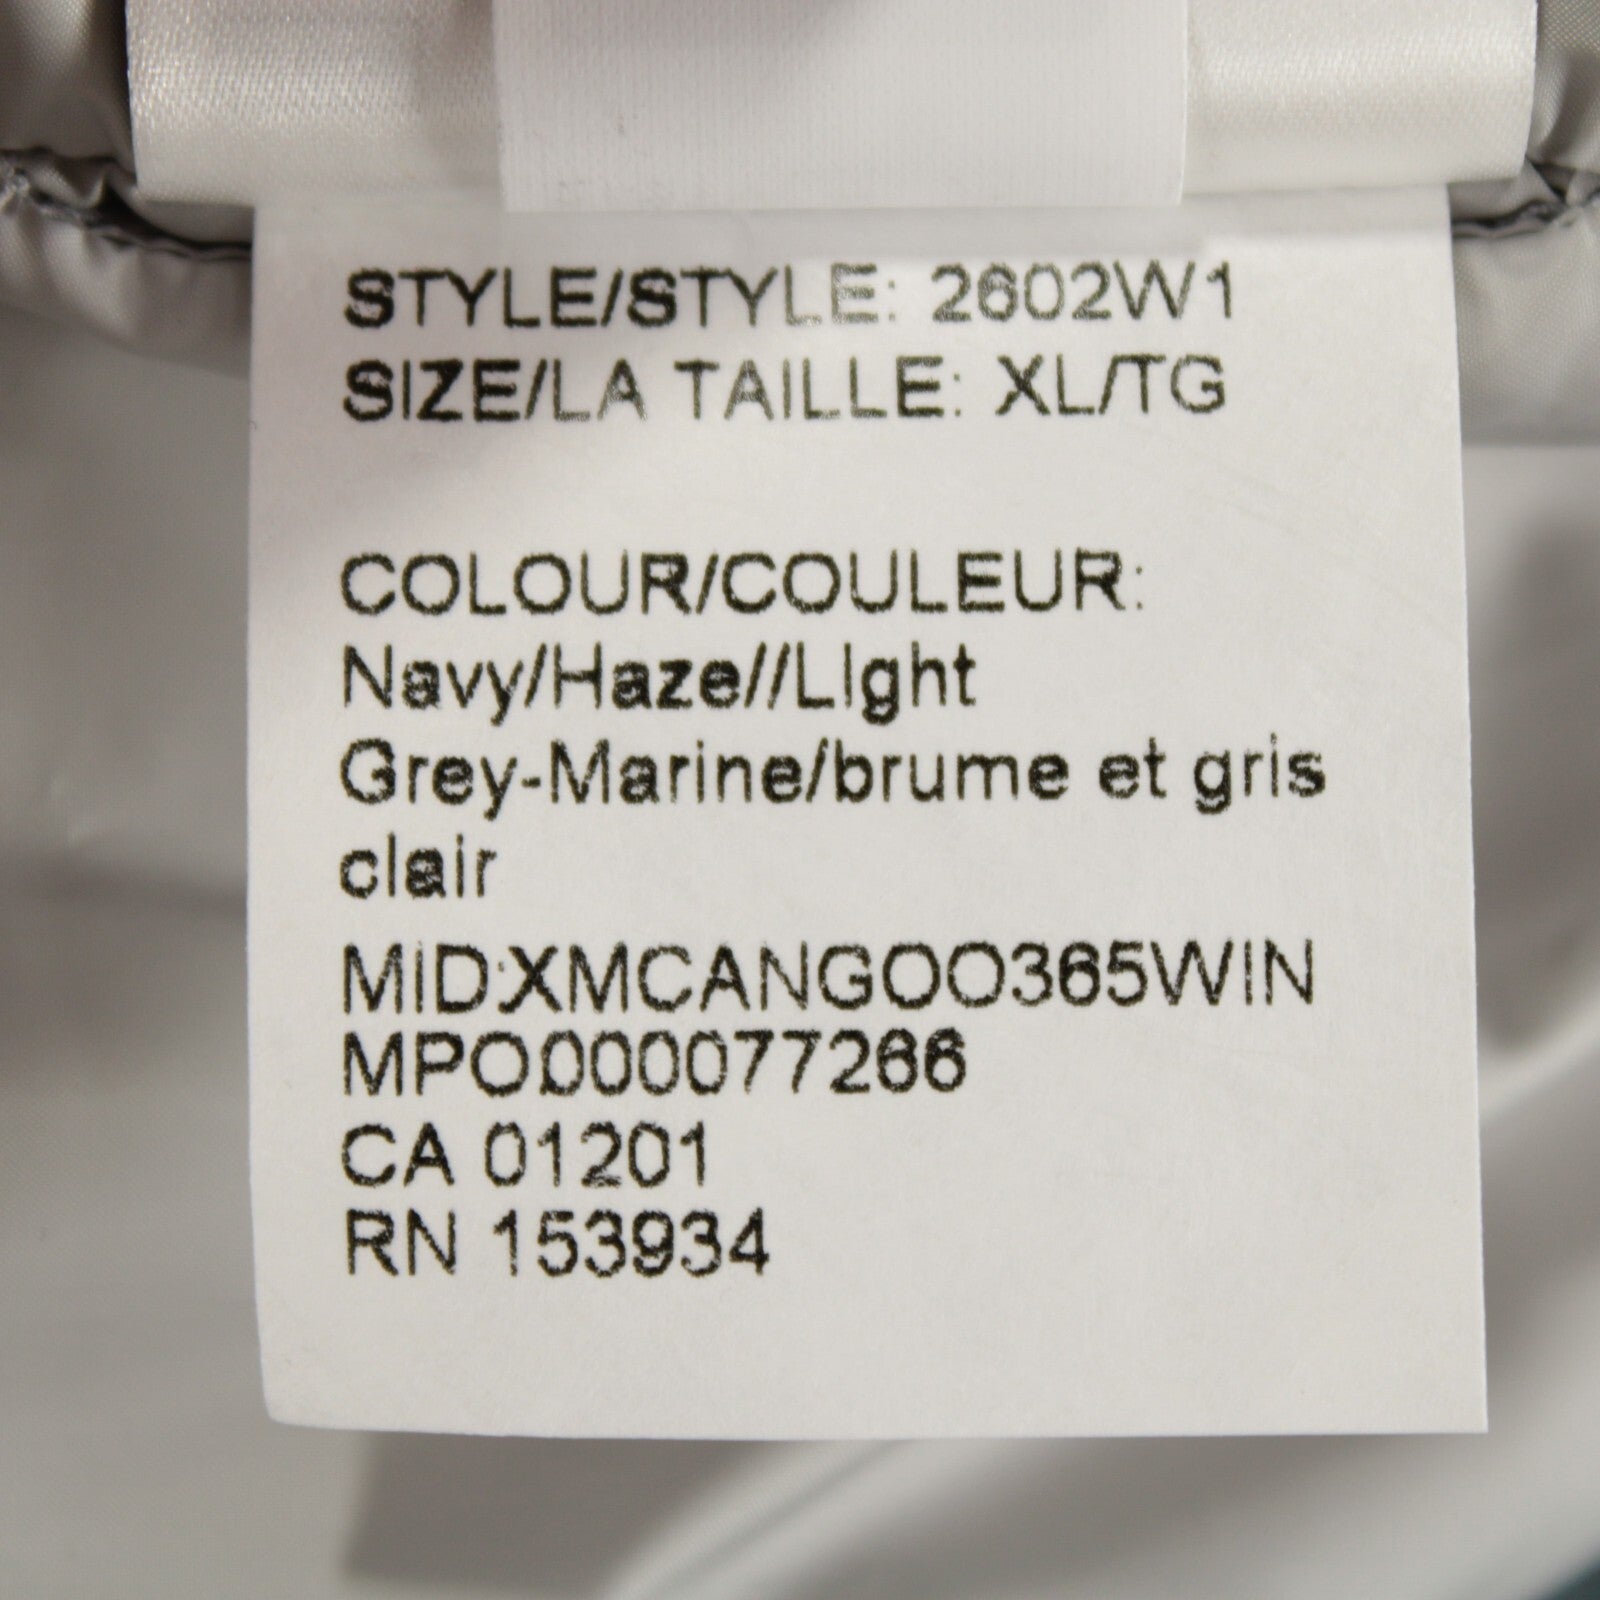 STYLE/STYLE: 2602W1
SIZE/LA TAILLE: XL/TG
COLOUR/COULEUR:
Navy/Haze//LIght
Grey-Marine/brume et gris
clair
MID:XMCANGOO365WIN
MPO0000077266
CA 01201
RN 153934